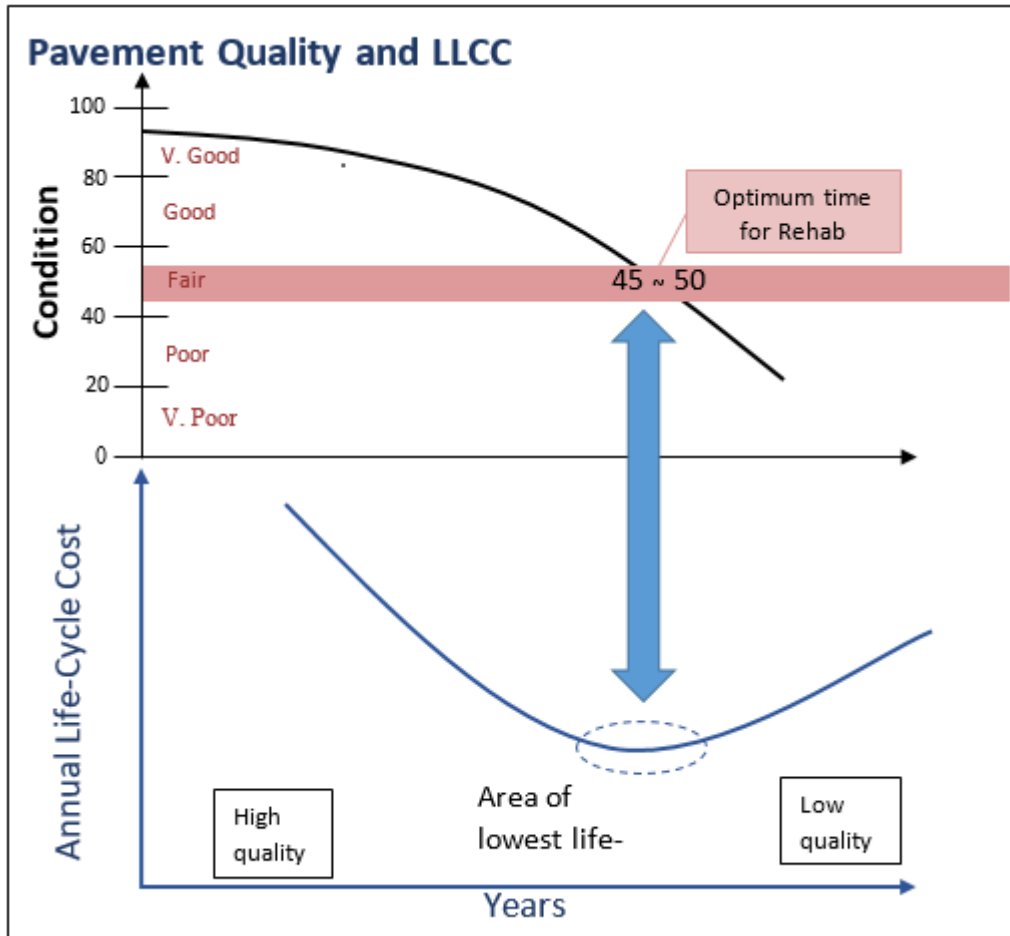 Pavement Quality and LLCC
100
V. Good
80
Good
Optimum time
for Rehab
60
Condition
Fair
45 ~ 50
40
Poor
20
V. Poor
0
Annual Life-Cycle Cost
High
quality
Area of
lowest life-
Low
quality
Years